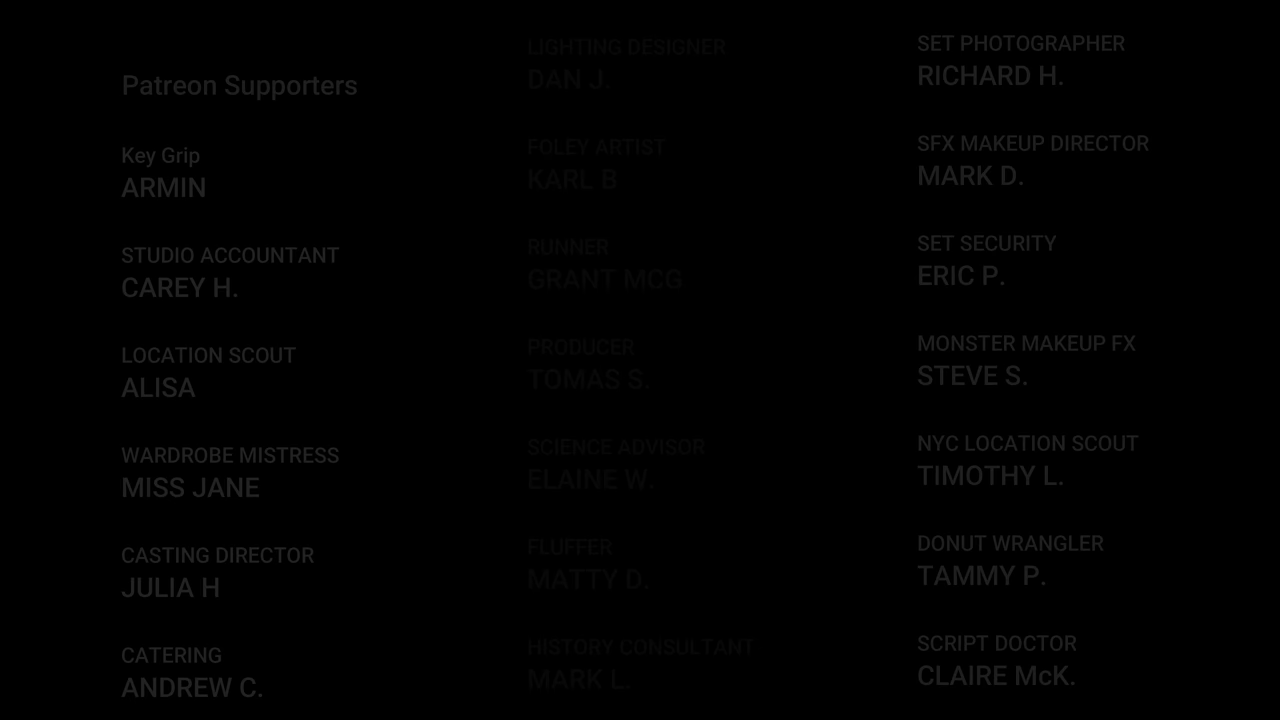 Patreon Supporters
Key Grip
ARMIN
STUDIO ACCOUNTANT
CAREY H.
LOCATION SCOUT
ALISA
WARDROBE MISTRESS
MISS JANE
CASTING DIRECTOR
JULIA H
CATERING
ANDREW C.
LIGHTING DESIGNER
DAN J.
FOLEY ARTIST
KARL B
RUNNER
GRANT MCG
PRODUCER
TOMAS S.
SCIENCE ADVISOR
ELAINE W.
FLUFFER
MATTY D.
HISTORY CONSULTANT
MARK L.
SET PHOTOGRAPHER
RICHARD H.
SFX MAKEUP DIRECTOR
MARK D.
SET SECURITY
ERIC P.
MONSTER MAKEUP FX
STEVE S.
NYC LOCATION SCOUT
TIMOTHY L.
DONUT WRANGLER
TAMMY P.
SCRIPT DOCTOR
CLAIRE McK.